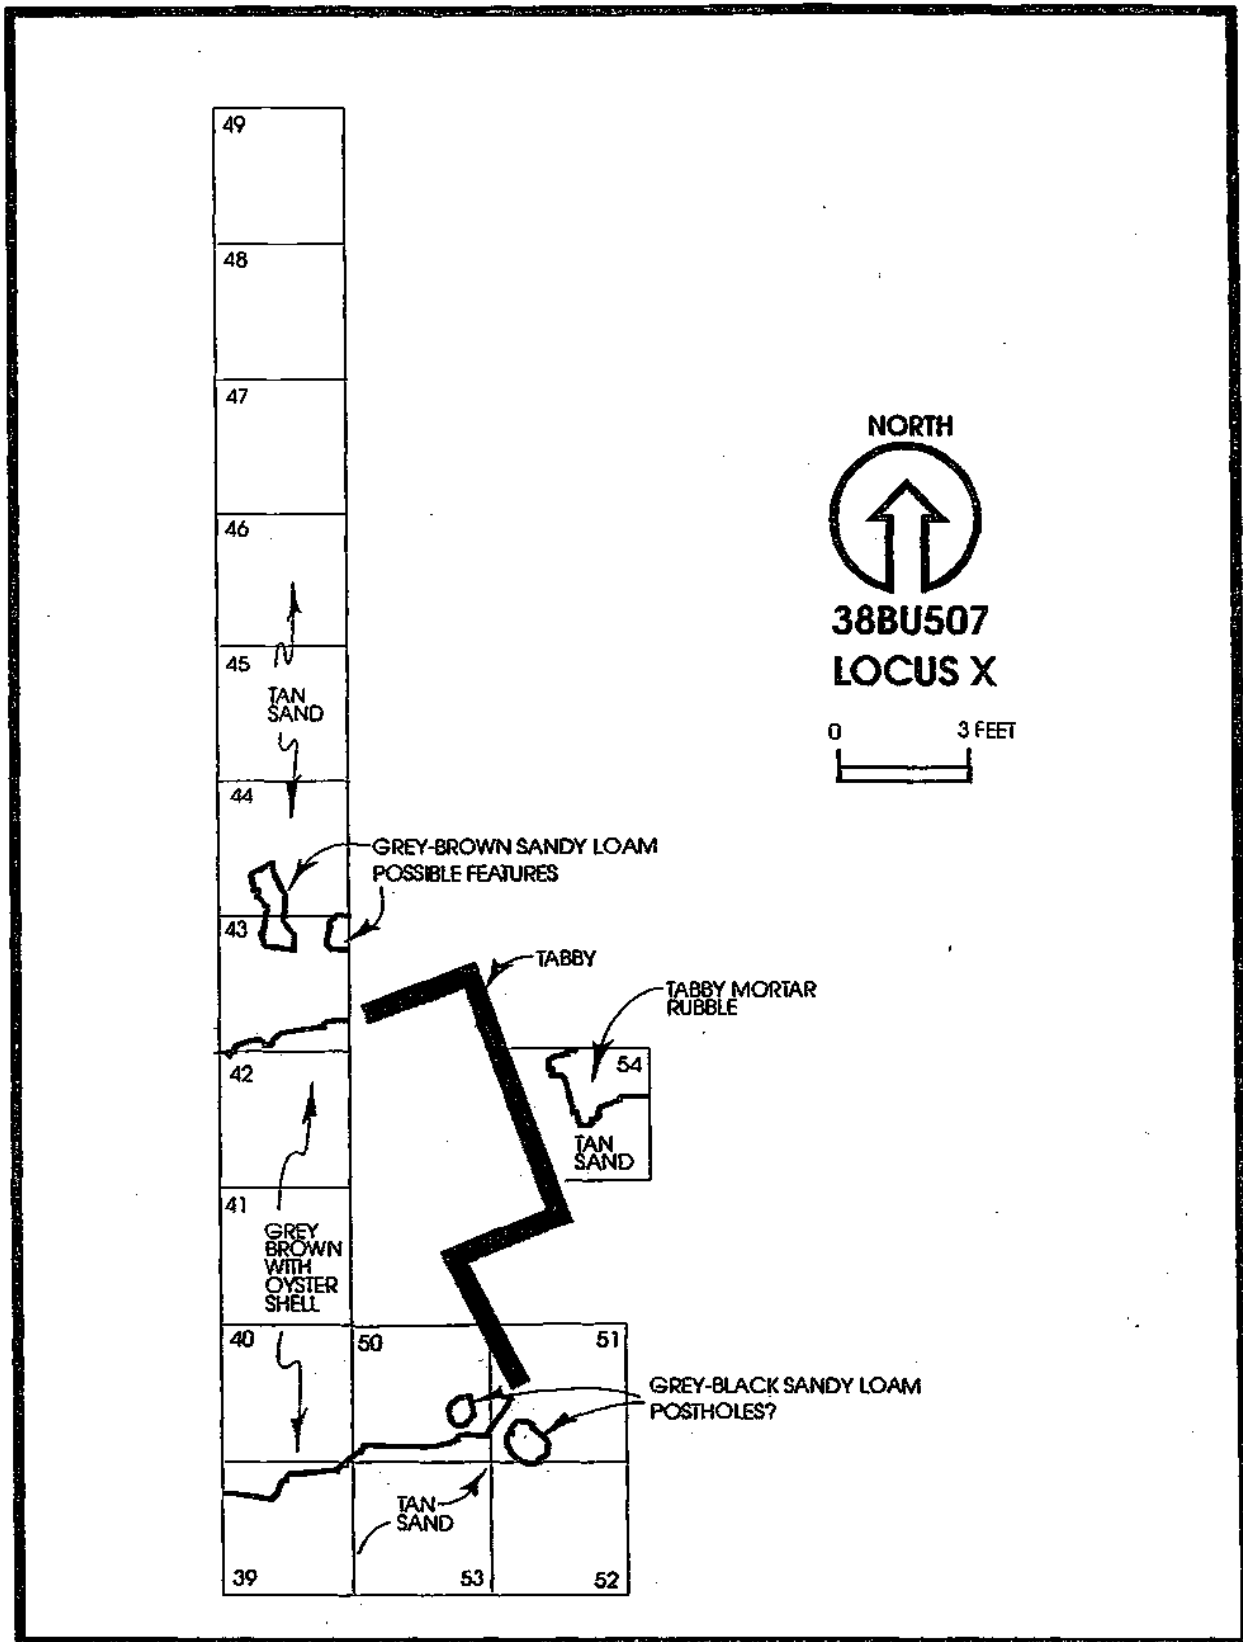 49
48
47
NORTH
46
38BU507
45
LOCUS X
TAN
SAND
0 3 FEET
44
GREY-BROWN SANDY LOAM
POSSIBLE FEATURES
43
TABBY
TABBY MORTAR
RUBBLE
42
54
TAN
SAND
41
GREY
BROWN
WITH
OYSTER
SHELL
40
50
51
GREY-BLACK SANDY LOAM
POSTHOLES?
TAN
SAND
39
53
52